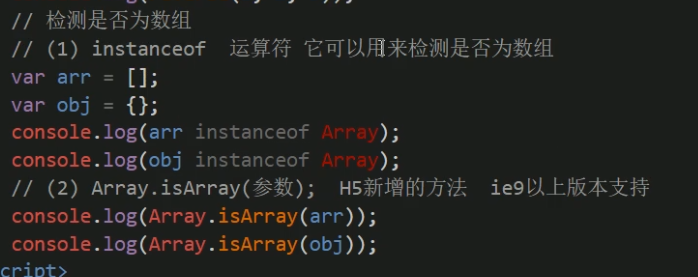 // 检测是否为数组
// (1) instanceof 运算符 它可以用来检测是否为数组
var arr = [];
var obj = {};
console.log(arr instanceof Array);
console.log(obj instanceof Array);
// (2) Array.isArray(参数); H5新增的方法 ie9以上版本支持
console.log(Array.isArray(arr));
console.log(Array.isArray(obj));
cript>